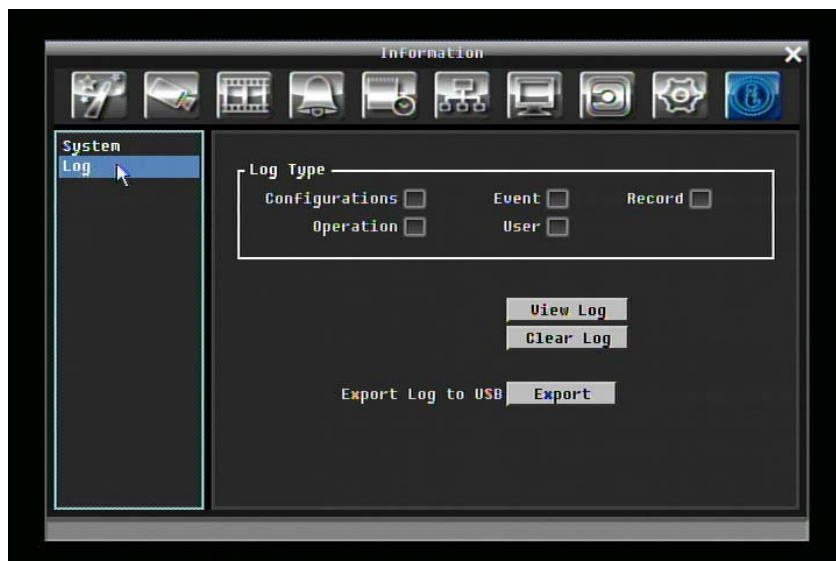 Information
System
Log
Log Type
Configurations Event Record
Operation User
View Log
Clear Log
Export Log to USB Export